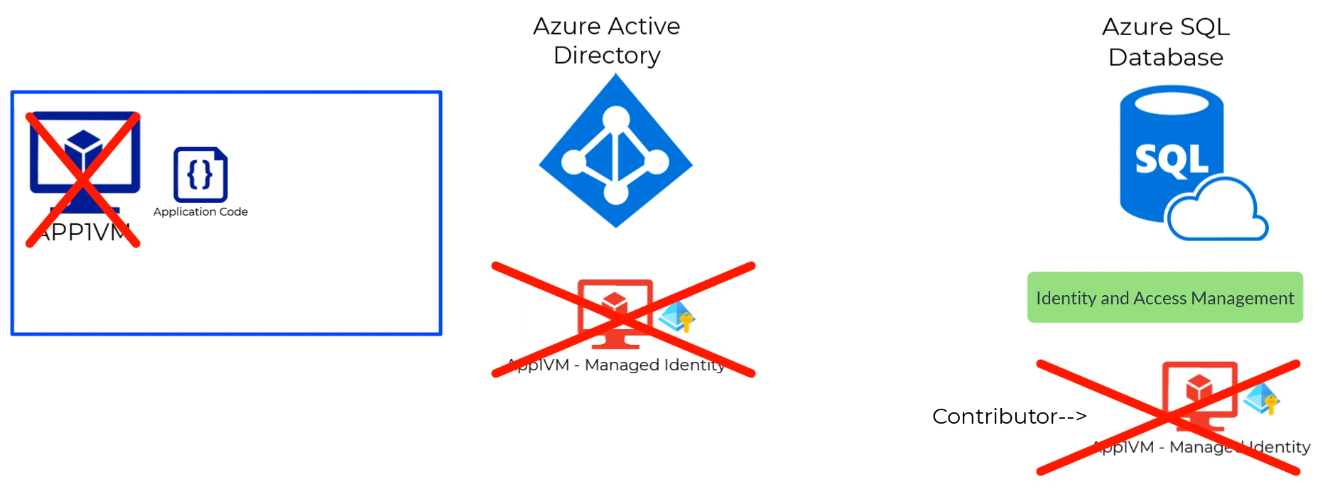 Azure Active
Directory
Azure SQL
Database
SQL
APP1VM
Application Code
Identity and Access Management
App1VM - Managed Identity
Contributor-->
App1VM - Managed Identity